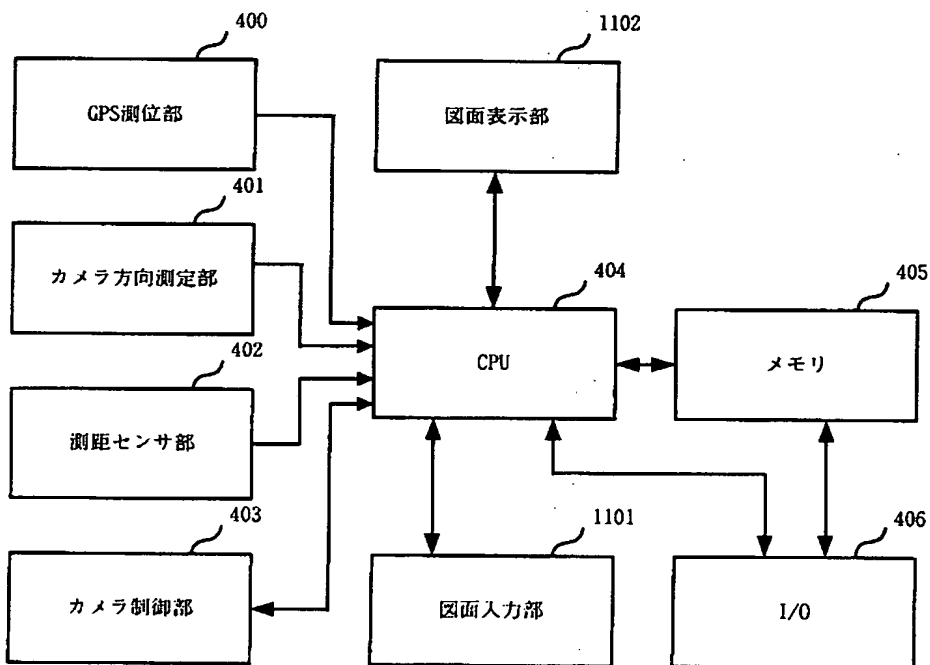 400
GPS測位部
1102
図面表示部
401
カメラ方向測定部
404
CPU
405
メモリ
402
測距センサ部
403
カメラ制御部
1101
図面入力部
406
I/O